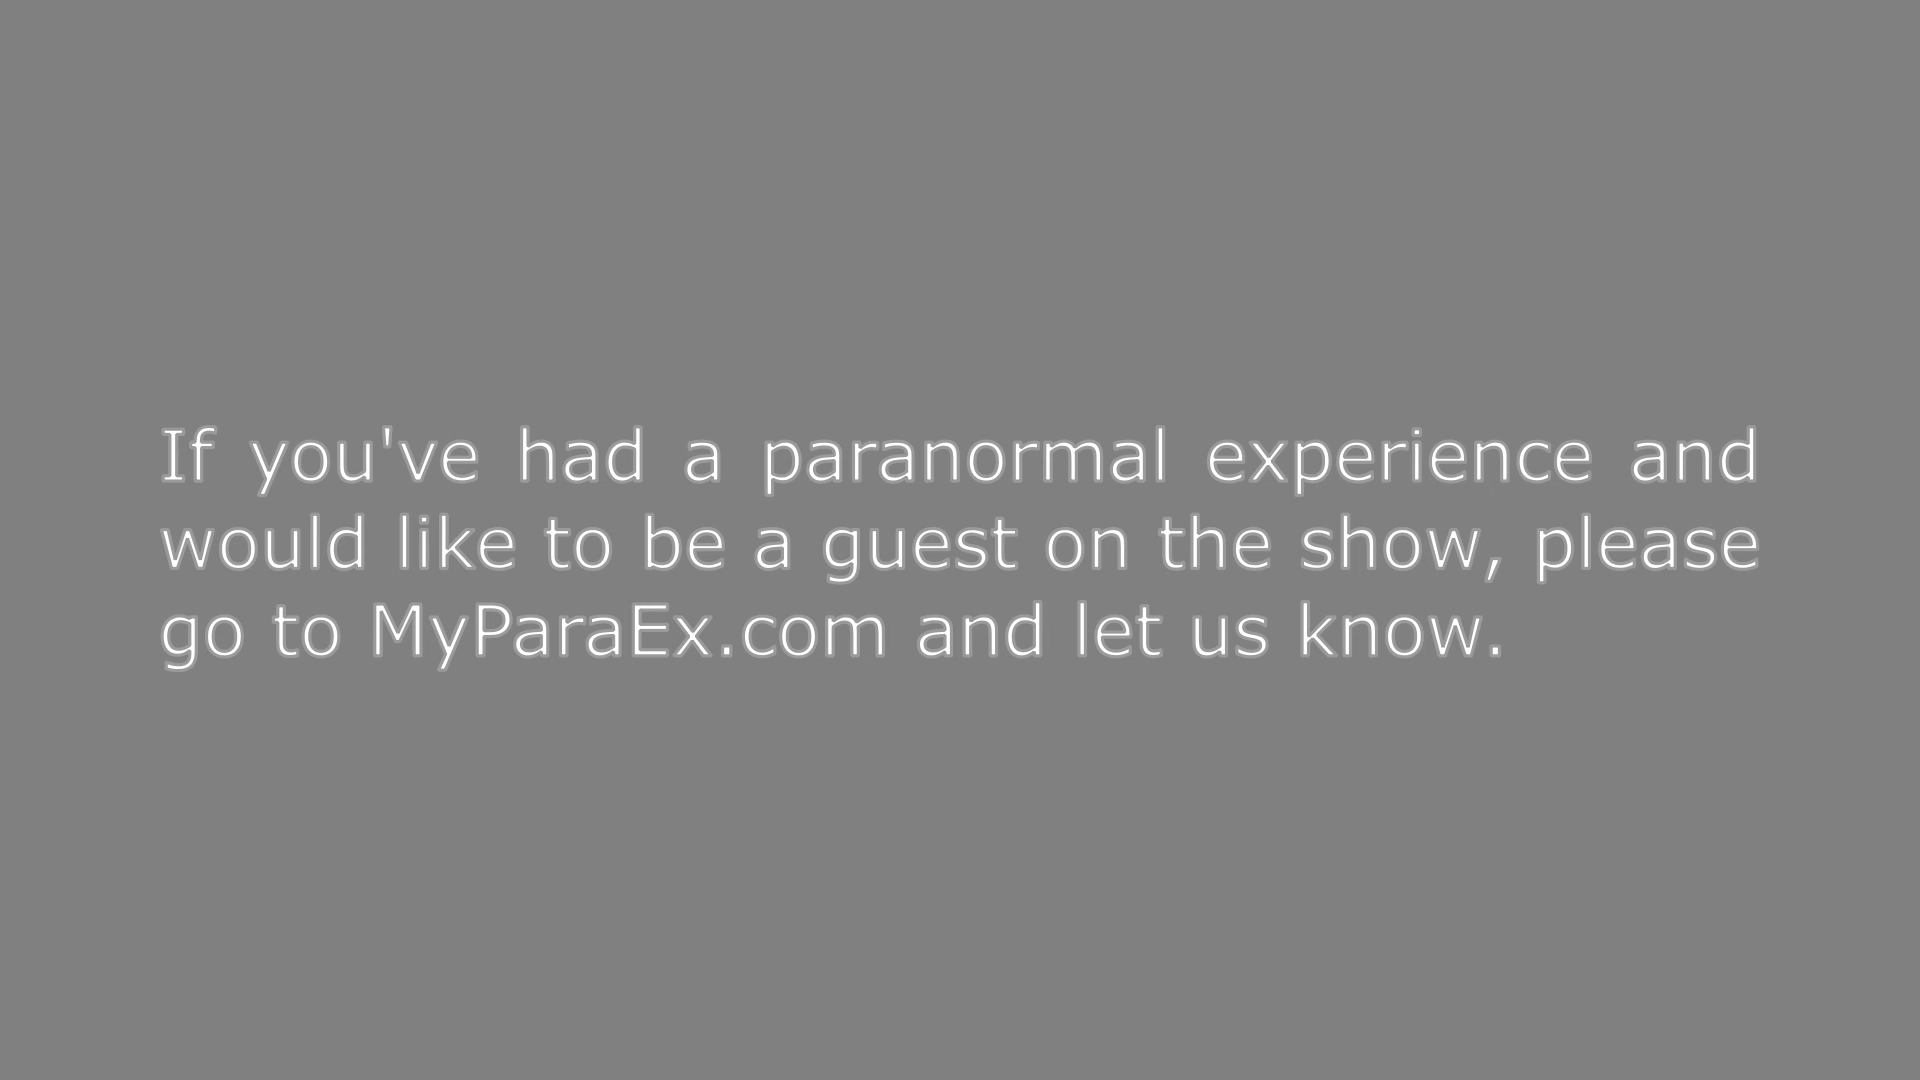 If you've had a paranormal experience and
would like to be a guest on the show, please
go to MyParaEx.com and let us know.